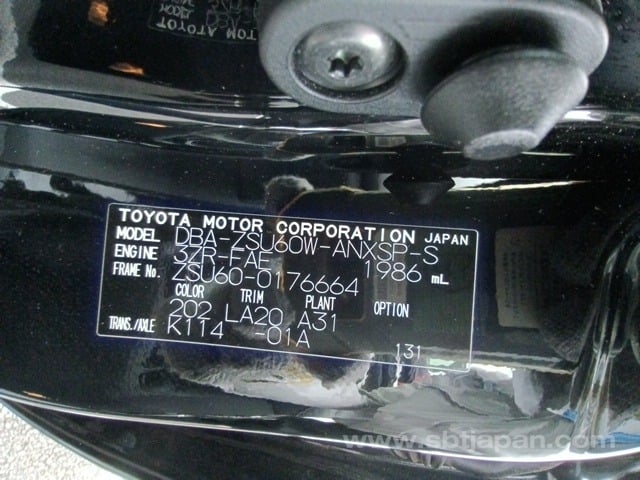 TOYOTA MOTOR CORPORATION JAPAN
MODEL DBA-ZSU60W-ANXSP-S
ENGINE 3ZR-FAE 1986 mL
FRAME No. ZSU60-0176664
COLOR TRIM PLANT OPTION
202 LA20 A31
TRANS./AXLE K114 -01A
131
www.sbtjapan.com